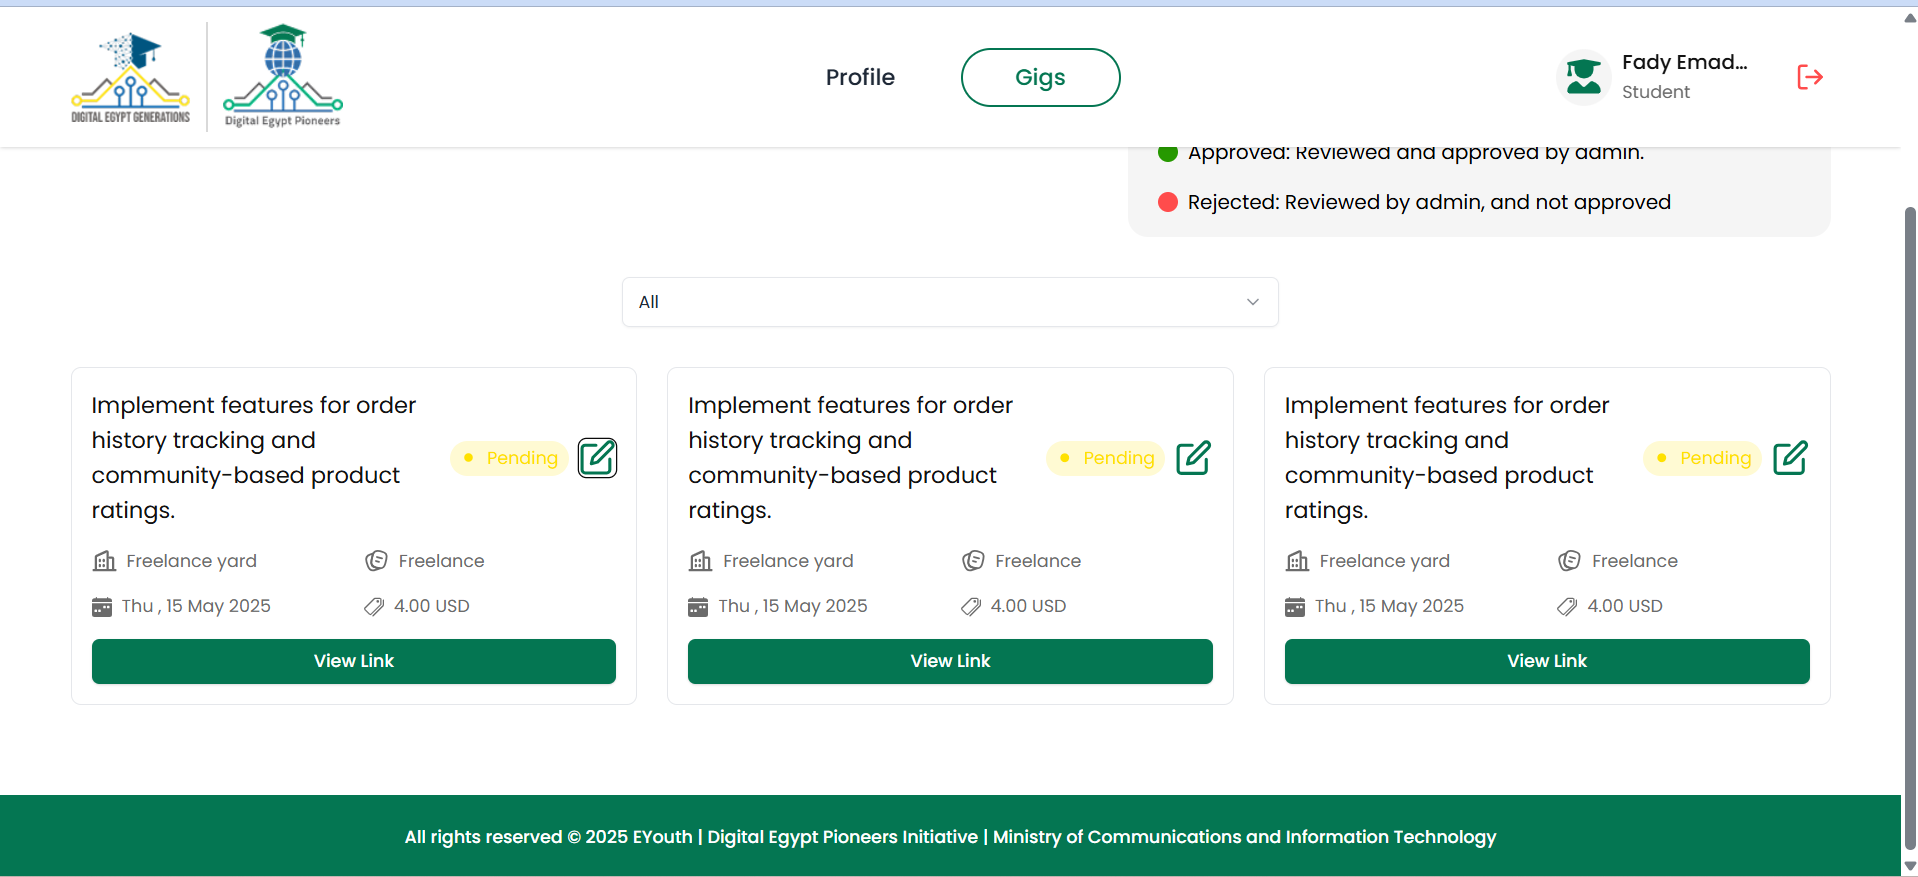 DIGITAL EGYPT GENERATIONS
Digital Egypt Pioneers
Profile
Gigs
Fady Emad...
Student
Approved: Reviewed and approved by admin.
Rejected: Reviewed by admin, and not approved
All
Implement features for order
history tracking and
community-based product
ratings.
Pending
Freelance yard
Freelance
Thu , 15 May 2025
4.00 USD
View Link
Implement features for order
history tracking and
community-based product
ratings.
Pending
Freelance yard
Freelance
Thu , 15 May 2025
4.00 USD
View Link
Implement features for order
history tracking and
community-based product
ratings.
Pending
Freelance yard
Freelance
Thu , 15 May 2025
4.00 USD
View Link
All rights reserved © 2025 EYouth | Digital Egypt Pioneers Initiative | Ministry of Communications and Information Technology